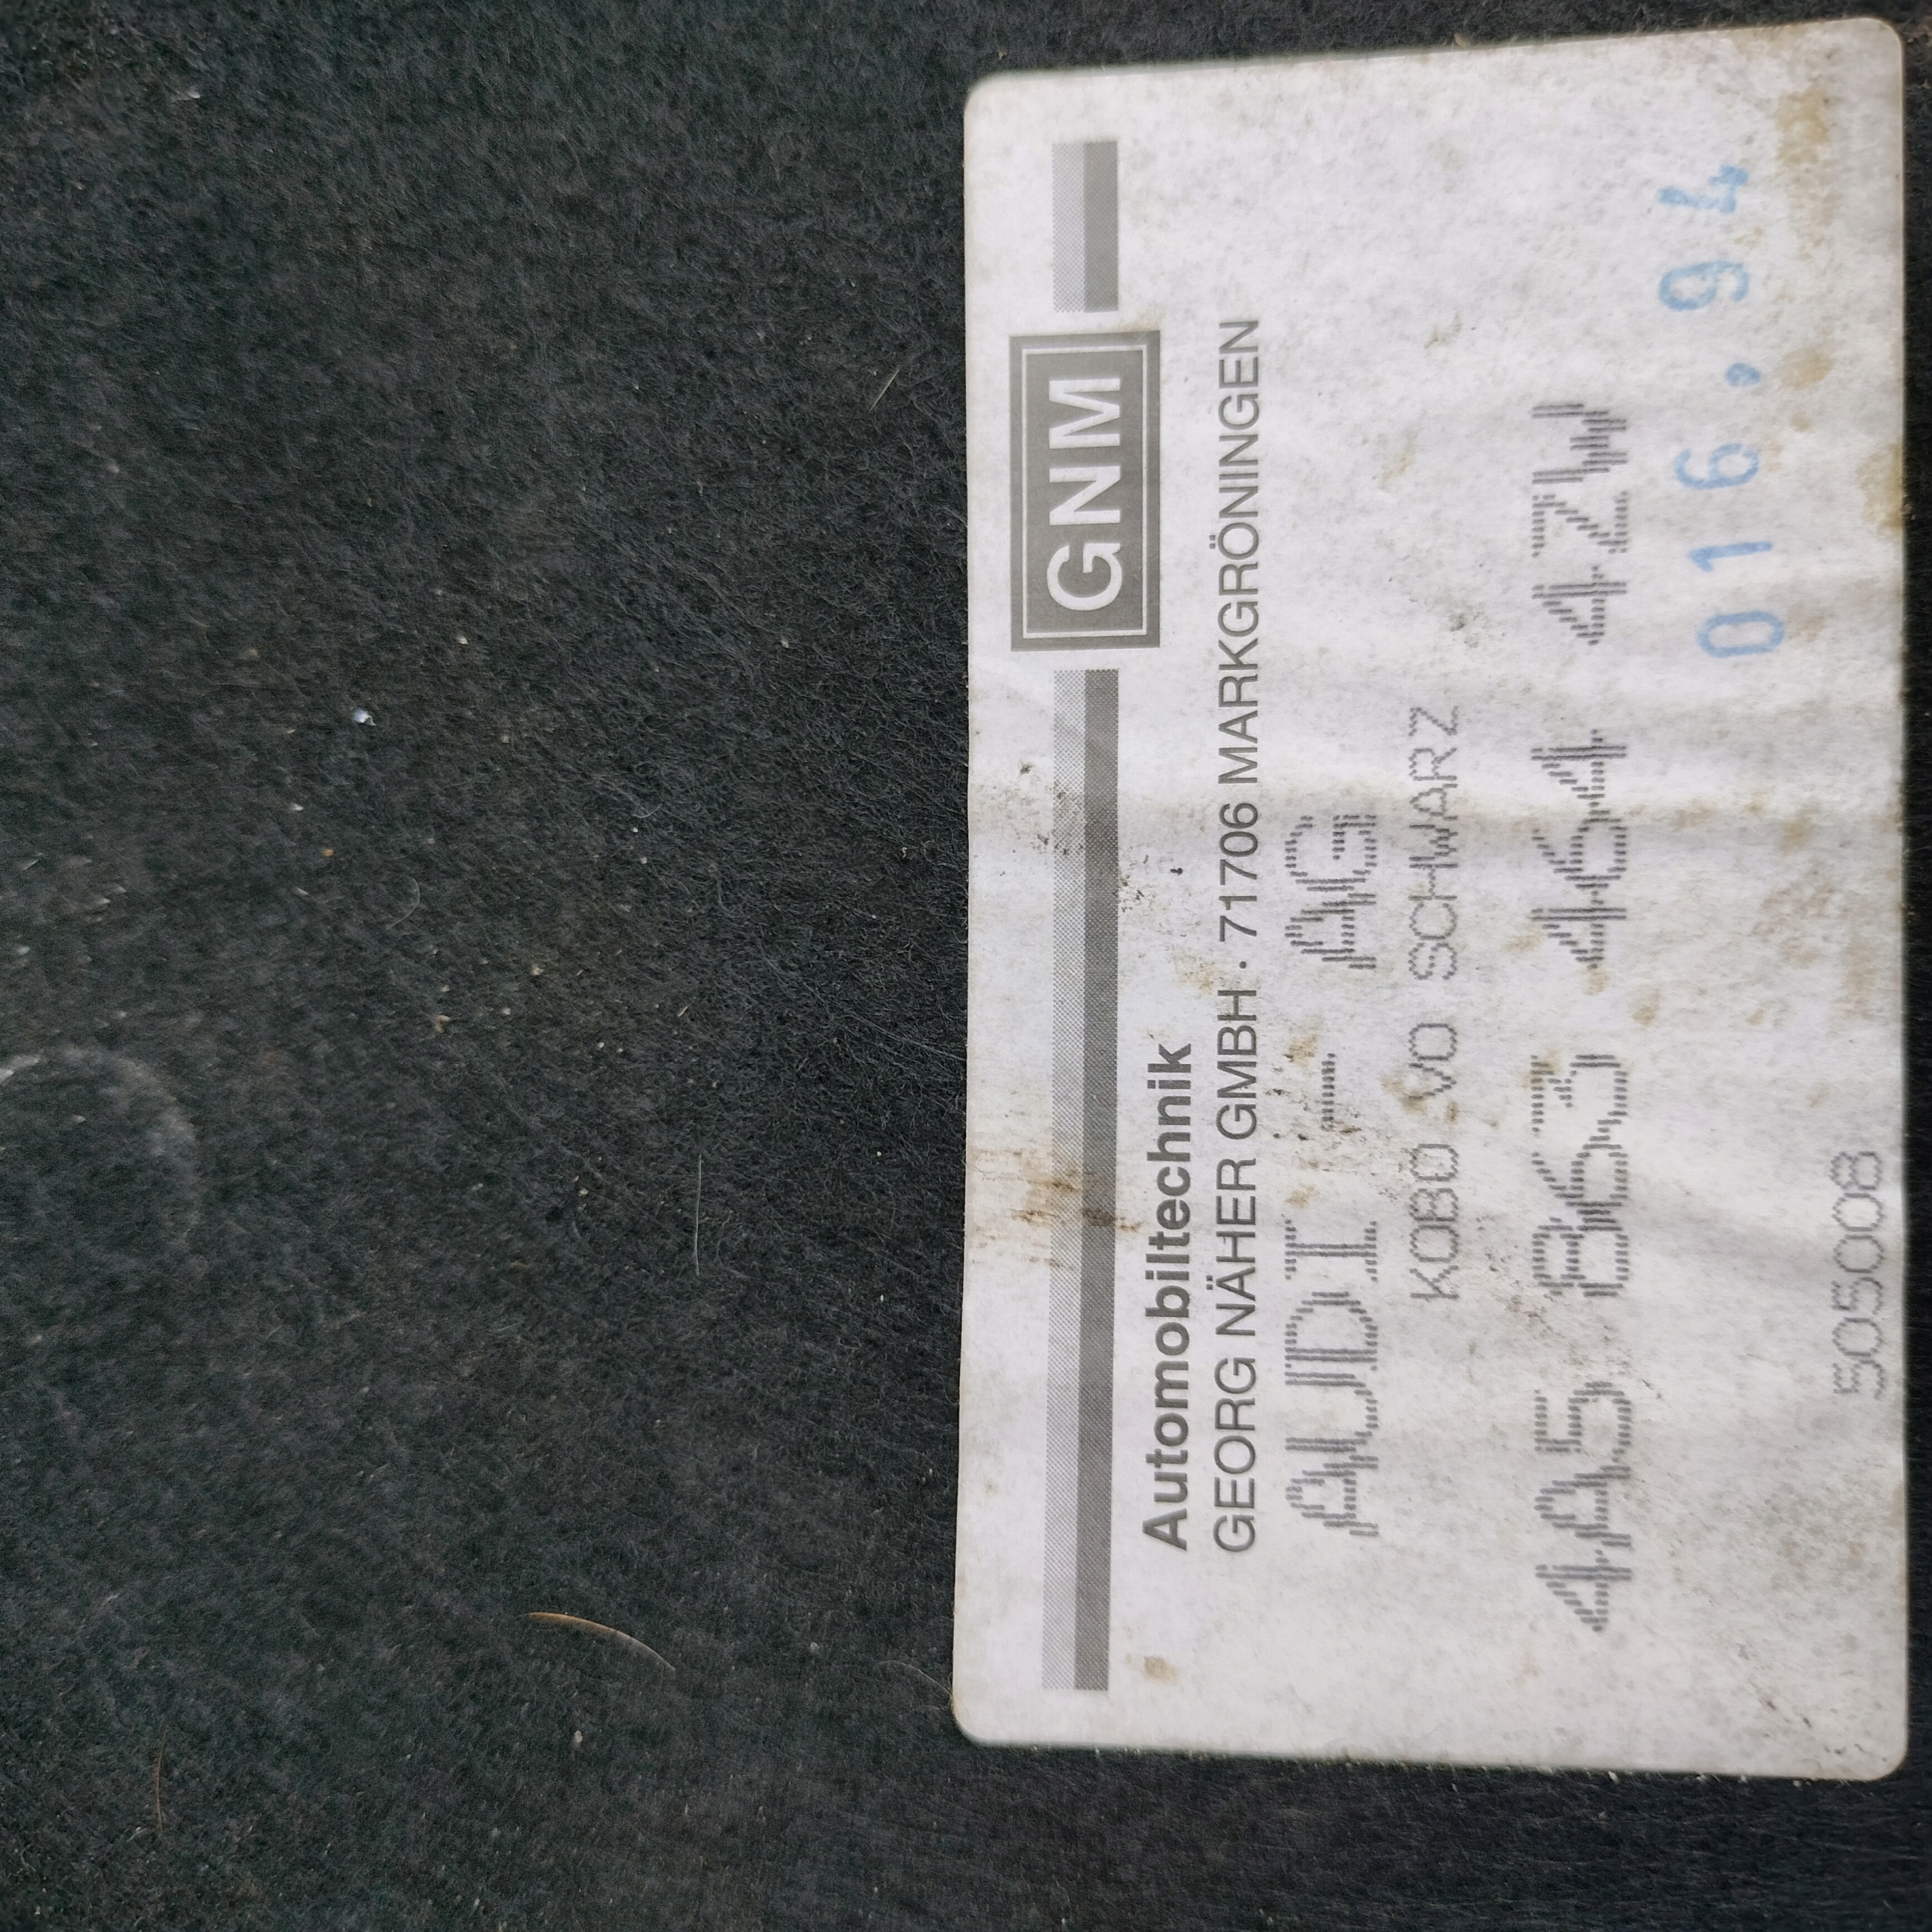 GNM
Automobiltechnik
GEORG NÄHER GMBH · 71706 MARKGRÖNINGEN
AUDI - AG
KOBO VO SCHWARZ
4A5 863 464 4ZW
016,94
505008